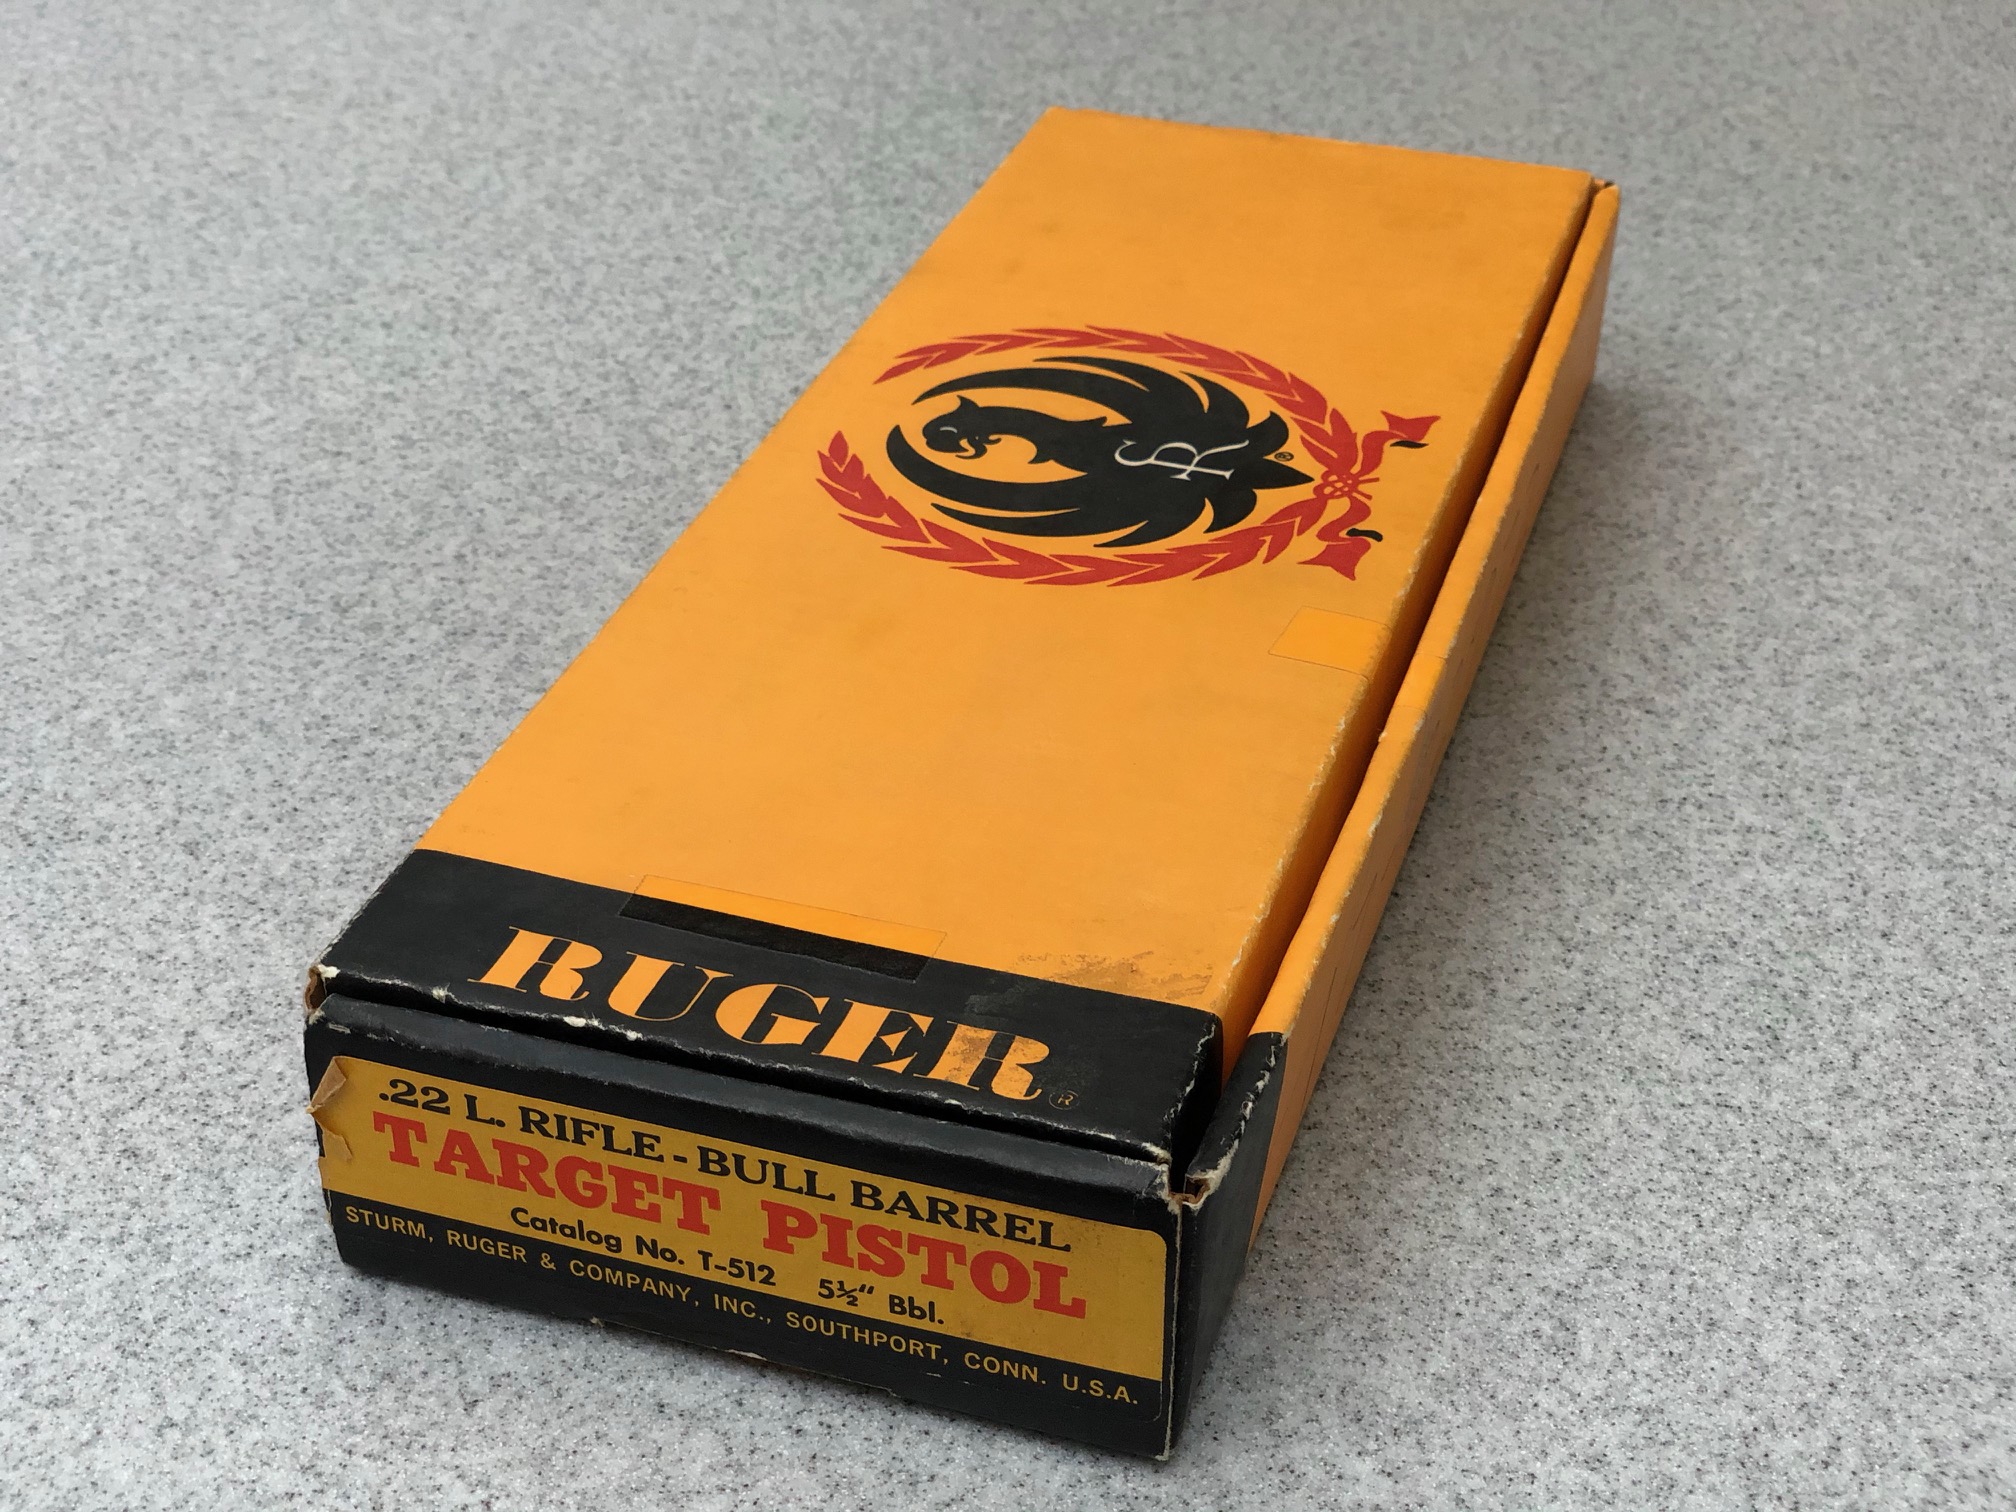 SR
®
RUGER®
.22 L. RIFLE-BULL BARREL
TARGET PISTOL
Catalog No. T-512 5½" Bbl.
STURM, RUGER & COMPANY, INC., SOUTHPORT, CONN. U.S.A.